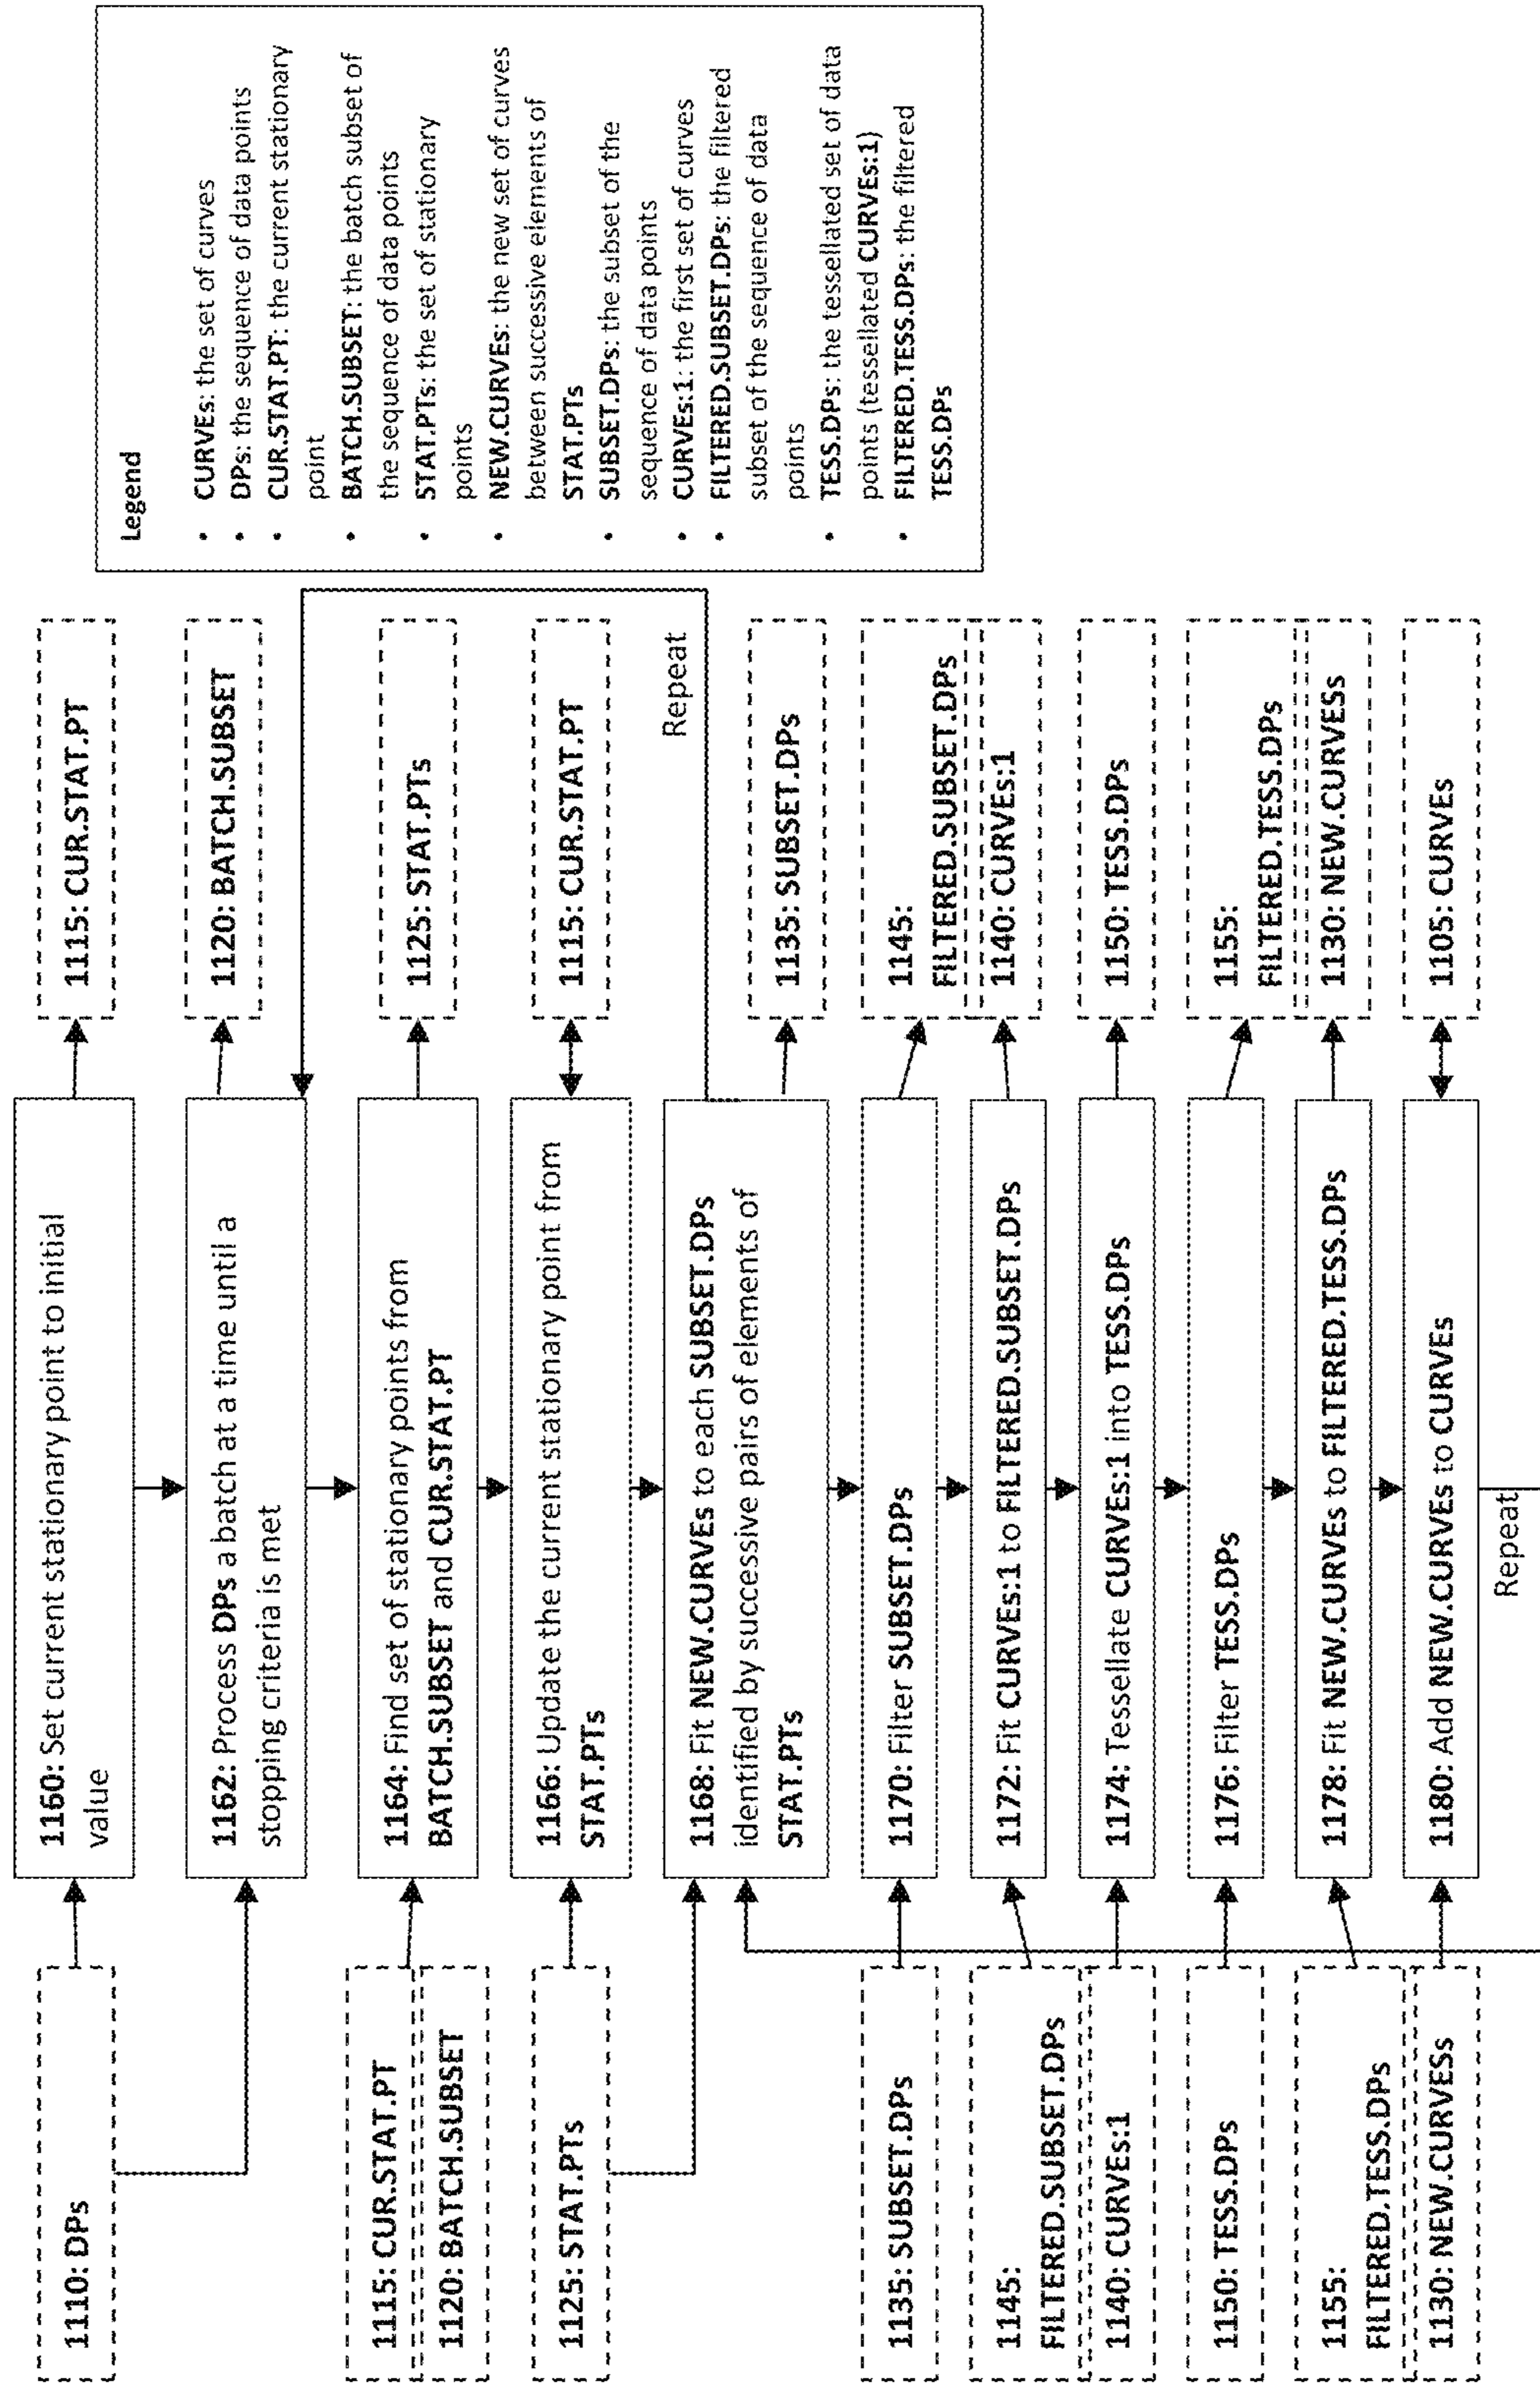 1110: DPs
1160: Set current stationary point to initial
value
1115: CUR.STAT.PT
1162: Process DPs a batch at a time until a
stopping criteria is met
1120: BATCH.SUBSET
1115: CUR.STAT.PT
1120: BATCH.SUBSET
1164: Find set of stationary points from
BATCH.SUBSET and CUR.STAT.PT
1125: STAT.PTs
1125: STAT.PTs
1166: Update the current stationary point from
STAT.PTs
1115: CUR.STAT.PT
Repeat
1168: Fit NEW.CURVEs to each SUBSET.DPs
identified by successive pairs of elements of
STAT.PTs
1135: SUBSET.DPs
1135: SUBSET.DPs
1170: Filter SUBSET.DPs
1145:
FILTERED.SUBSET.DPs
1145:
FILTERED.SUBSET.DPs
1172: Fit CURVEs:1 to FILTERED.SUBSET.DPs
1140: CURVEs:1
1140: CURVEs:1
1174: Tessellate CURVEs:1 into TESS.DPs
1150: TESS.DPs
1150: TESS.DPs
1176: Filter TESS.DPs
1155:
FILTERED.TESS.DPs
1155:
FILTERED.TESS.DPs
1178: Fit NEW.CURVEs to FILTERED.TESS.DPs
1130: NEW.CURVESs
1130: NEW.CURVESs
1180: Add NEW.CURVEs to CURVEs
1105: CURVEs
Repeat
Legend
• CURVEs: the set of curves
• DPs: the sequence of data points
• CUR.STAT.PT: the current stationary
point
• BATCH.SUBSET: the batch subset of
the sequence of data points
• STAT.PTs: the set of stationary
points
• NEW.CURVEs: the new set of curves
between successive elements of
STAT.PTs
• SUBSET.DPs: the subset of the
sequence of data points
• CURVEs:1: the first set of curves
• FILTERED.SUBSET.DPs: the filtered
subset of the sequence of data
points
• TESS.DPs: the tessellated set of data
points (tessellated CURVEs:1)
• FILTERED.TESS.DPs: the filtered
TESS.DPs